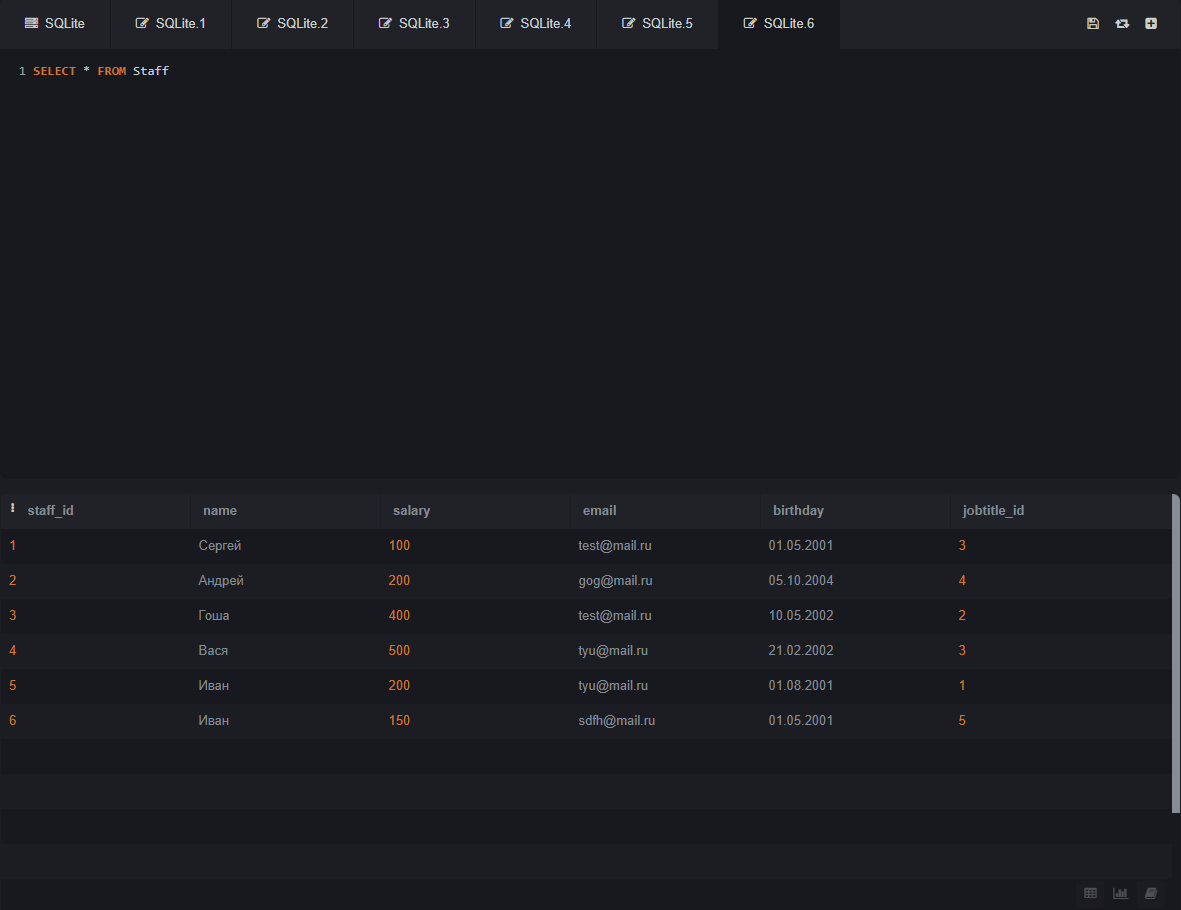 SQLite SQLite.1 SQLite.2 SQLite.3 SQLite.4 SQLite.5 SQLite.6
1 SELECT * FROM Staff
staff_id name salary email birthday jobtitle_id
1 Сергей 100 test@mail.ru 01.05.2001 3
2 Андрей 200 gog@mail.ru 05.10.2004 4
3 Гоша 400 test@mail.ru 10.05.2002 2
4 Вася 500 tyu@mail.ru 21.02.2002 3
5 Иван 200 tyu@mail.ru 01.08.2001 1
6 Иван 150 sdfh@mail.ru 01.05.2001 5